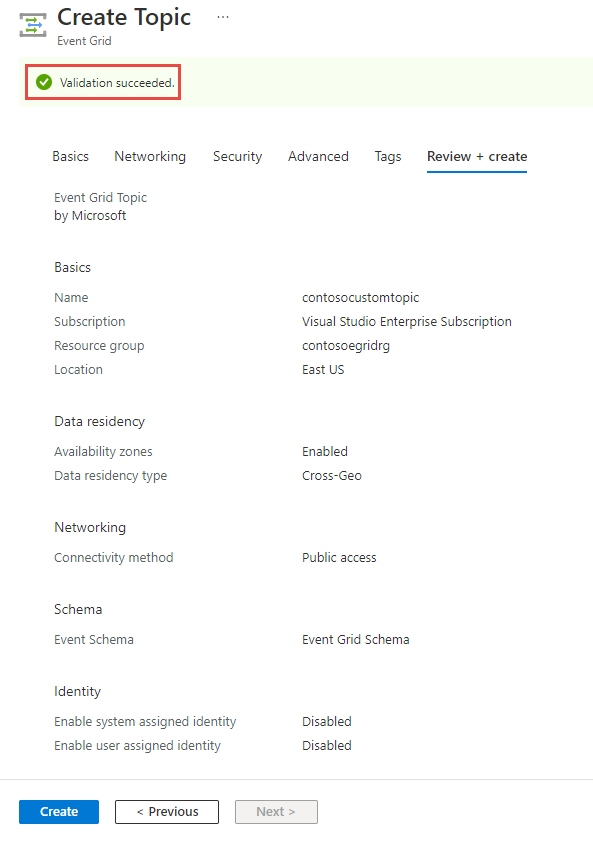 Create Topic ...
Event Grid
Validation succeeded.
Basics Networking Security Advanced Tags Review + create
Event Grid Topic
by Microsoft
Basics
Name contosocustomtopic
Subscription Visual Studio Enterprise Subscription
Resource group contosoegridrg
Location East US
Data residency
Availability zones Enabled
Data residency type Cross-Geo
Networking
Connectivity method Public access
Schema
Event Schema Event Grid Schema
Identity
Enable system assigned identity Disabled
Enable user assigned identity Disabled
Create < Previous Next >